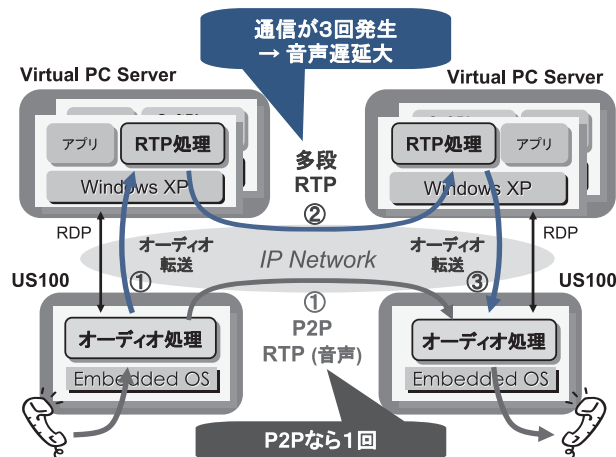 通信が3回発生
→ 音声遅延大
Virtual PC Server
Virtual PC Server
アプリ
RTP処理
Windows XP
多段
RTP
②
RTP処理
アプリ
Windows XP
RDP
RDP
オーディオ
転送
①
IP Network
オーディオ
転送
③
US100
US100
①
P2P
RTP (音声)
オーディオ処理
Embedded OS
オーディオ処理
Embedded OS
P2Pなら1回